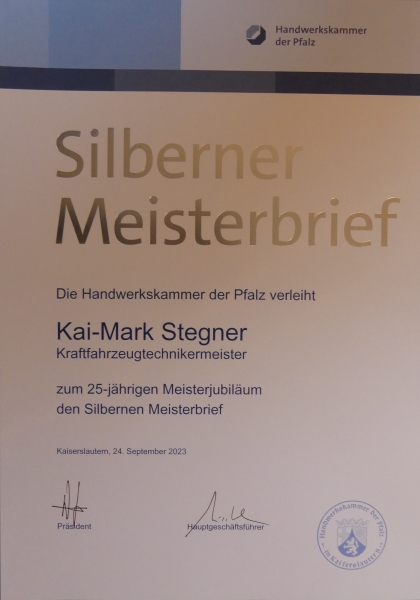 Handwerkskammer
der Pfalz
Silberner
Meisterbrief
Die Handwerkskammer der Pfalz verleiht
Kai-Mark Stegner
Kraftfahrzeugtechnikermeister
zum 25-jährigen Meisterjubiläum
den Silbernen Meisterbrief
Kaiserslautern, 24. September 2023
Präsident
Hauptgeschäftsführer
Handwerkskammer der Pfalz
in Kaiserslautern